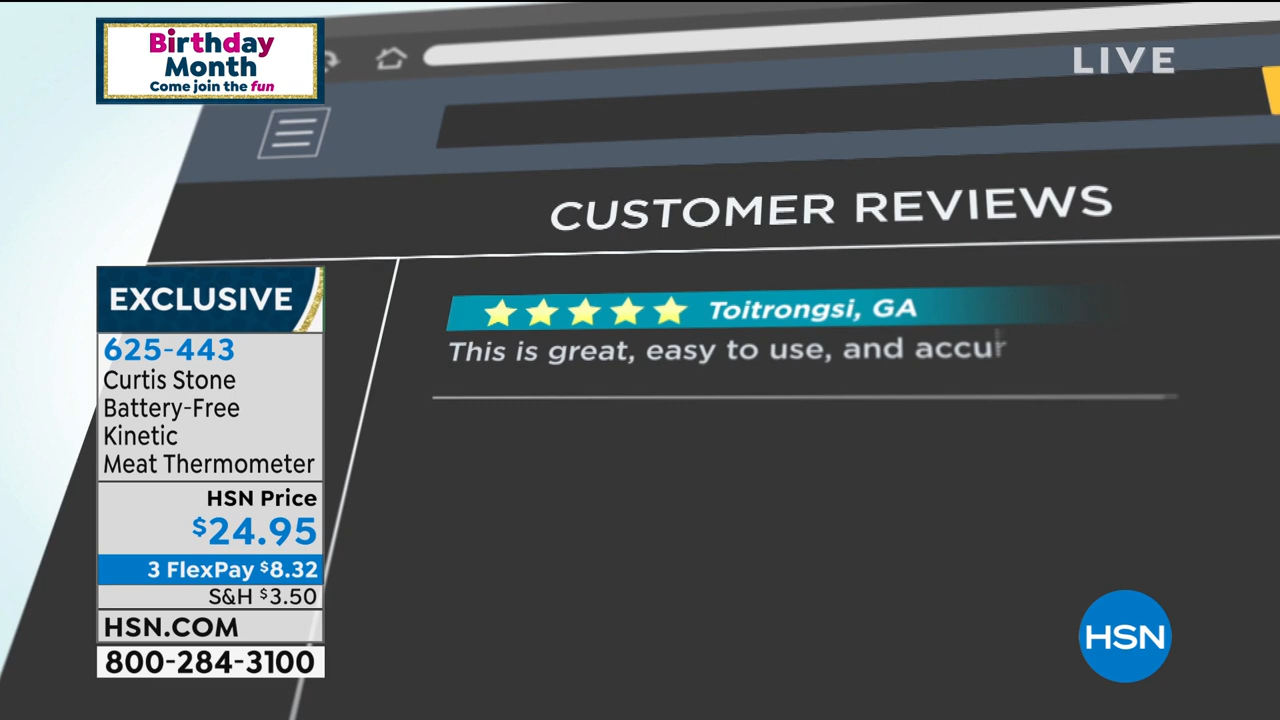 Birthday
Month
Come join the fun
LIVE
CUSTOMER REVIEWS
EXCLUSIVE
625-443
Curtis Stone
Battery-Free
Kinetic
Meat Thermometer
HSN Price
$24.95
3 FlexPay $8.32
S&H $3.50
HSN.COM
800-284-3100
Toitrongsi, GA
This is great, easy to use, and accur
HSN